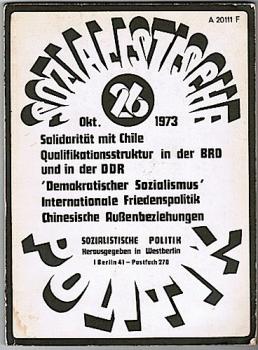 A 20111 F
SOZIALISTISCHE
26
Okt. 1973
Solidarität mit Chile
Qualifikationsstruktur in der BRD
und in der DDR
'Demokratischer Sozialismus'
Internationale Friedenspolitik
Chinesische Außenbeziehungen
SOZIALISTISCHE POLITIK
Herausgegeben in Westberlin
1 Berlin 41 - Postfach 270
POLITIK